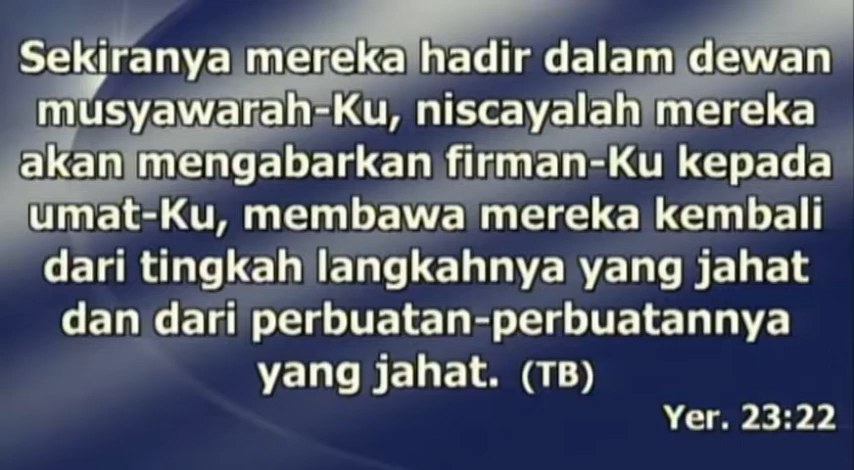 Sekiranya mereka hadir dalam dewan
musyawarah-Ku, niscayalah mereka
akan mengabarkan firman-Ku kepada
umat-Ku, membawa mereka kembali
dari tingkah langkahnya yang jahat
dan dari perbuatan-perbuatannya
yang jahat. (TB)
Yer. 23:22